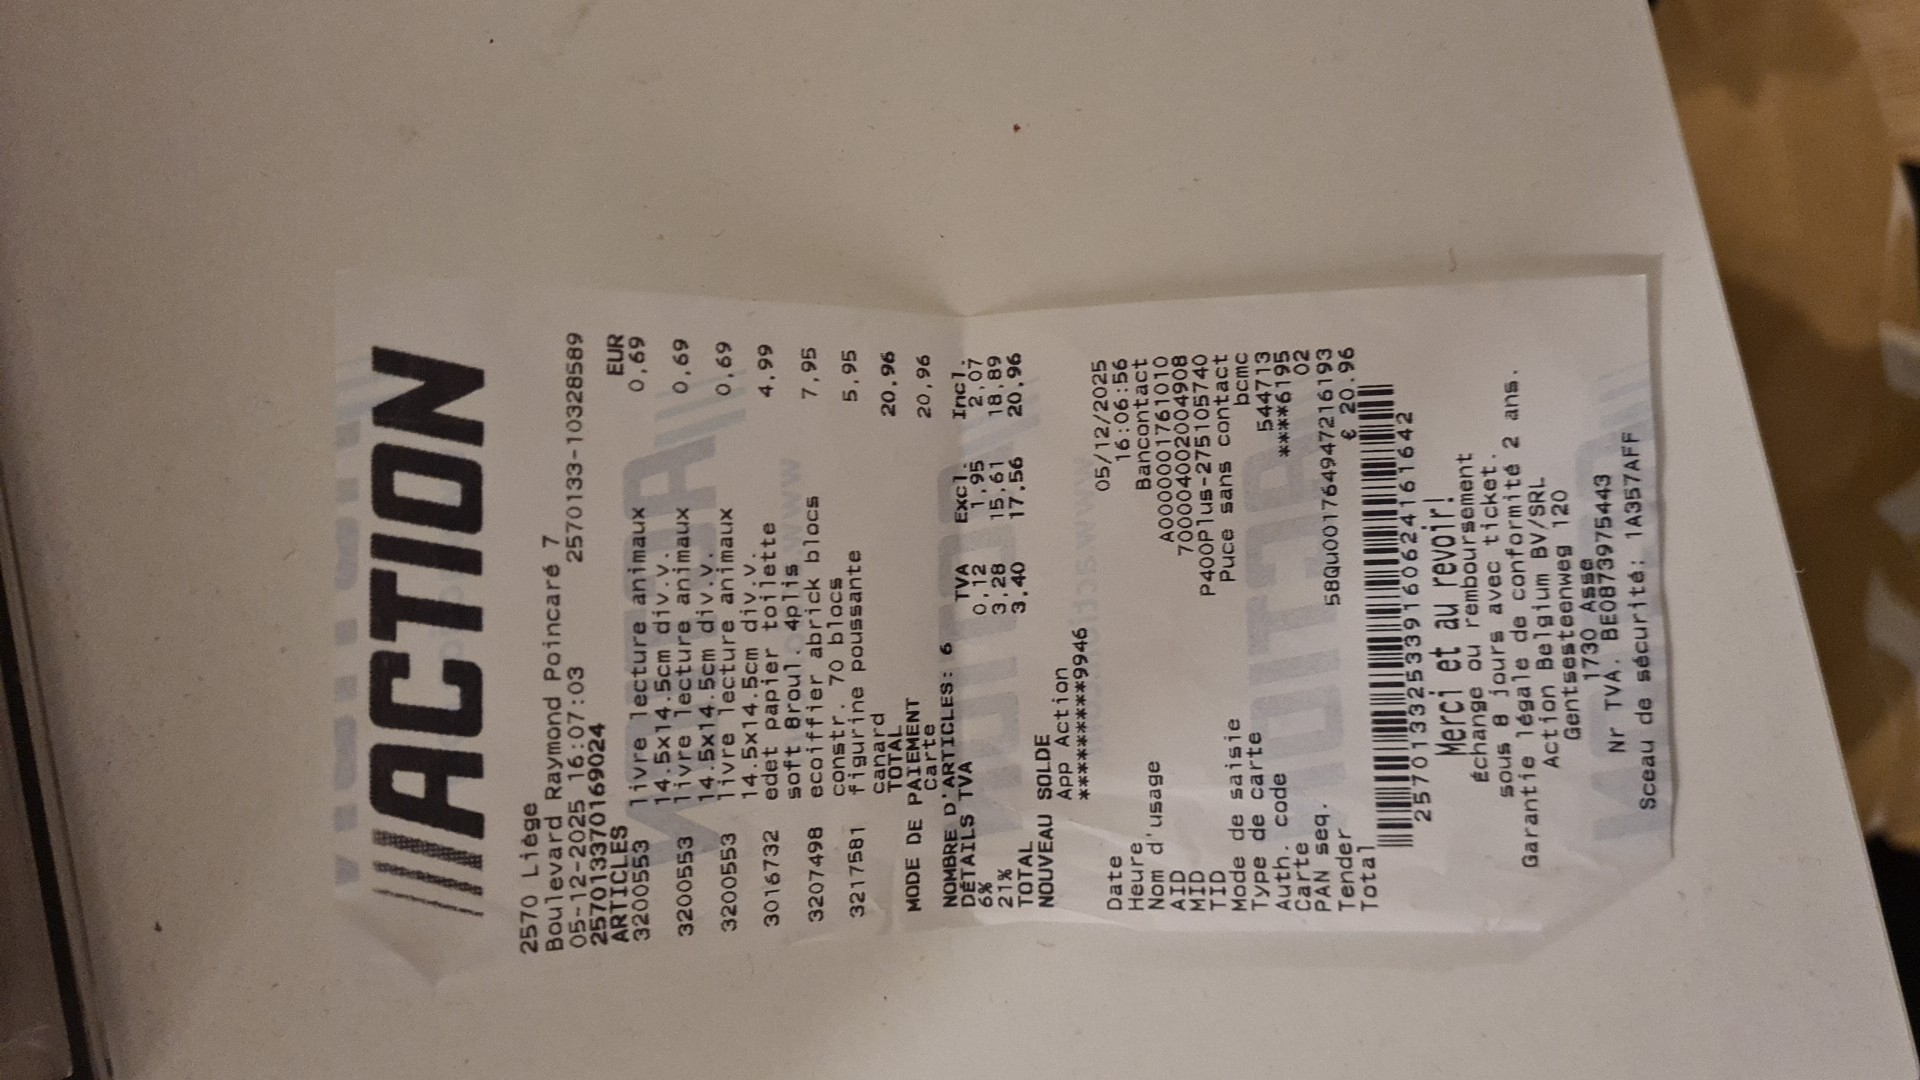 ACTION
2570 Liège
Boulevard Raymond Poincaré 7
05-12-2025 16:07:03 2570133-10328589
257013370169024
ARTICLES EUR
3200553 livre lecture animaux 0,69
14.5x14.5cm div.v.
3200553 livre lecture animaux 0,69
14.5x14.5cm div.v.
3200553 livre lecture animaux 0,69
14.5x14.5cm div.v.
3016732 edet papier toilette 4,99
soft 8roul. 4plis
3207498 ecoiffier abrick blocs 7,95
constr. 70 blocs
3217581 figurine poussante 5,95
canard
TOTAL 20,96
MODE DE PAIEMENT
Carte 20,96
NOMBRE D'ARTICLES: 6
DÉTAILS TVA TVA Excl. Incl.
6% 0,12 1,95 2,07
21% 3,28 15,61 18,89
TOTAL 3,40 17,56 20,96
NOUVEAU SOLDE
App Action
*********9946
Date 05/12/2025
Heure 16:06:56
Nom d'usage Bancontact
AID A0000001761010
MID 700004002004908
TID P400Plus-275105740
Mode de saisie Puce sans contact
Type de carte bcmc
Auth. code 544713
Carte ****6195
PAN seq. 02
Tender 58Qu001764947216193
Total € 20.96
257013325339160624161642
Merci et au revoir!
Échange ou remboursement
sous 8 jours avec ticket.
Garantie légale de conformité 2 ans.
Action Belgium BV/SRL
Gentsesteenweg 120
1730 Asse
Nr TVA. BE0873975443
Sceau de sécurité: 1A357AFF